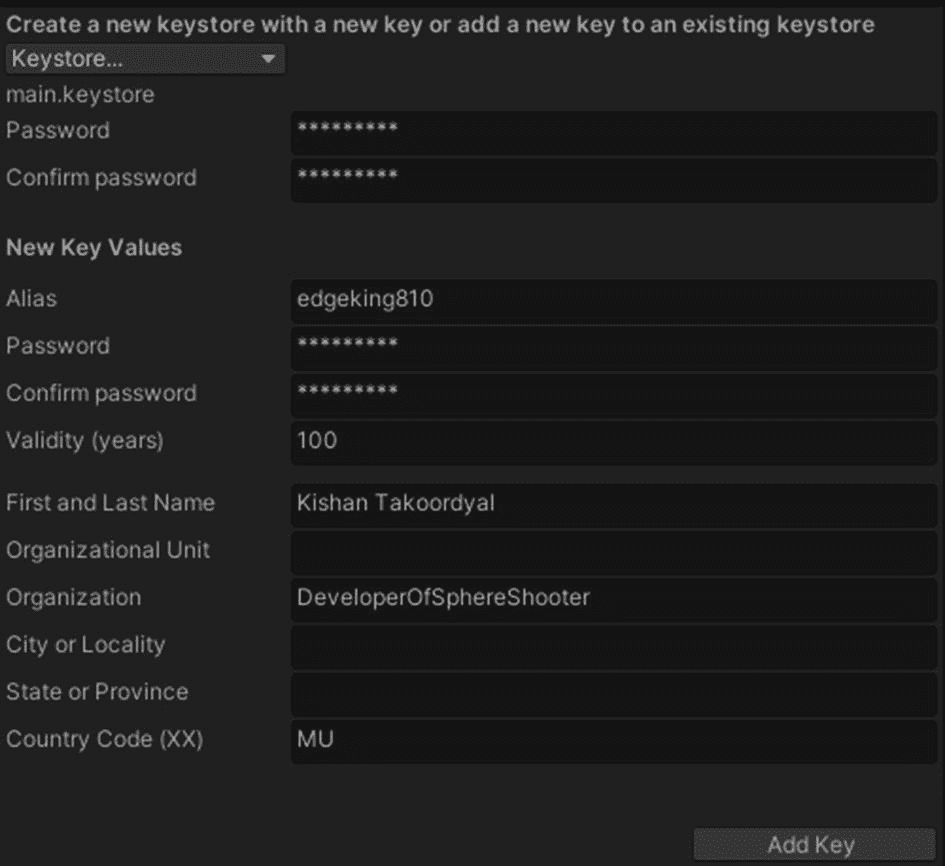 Create a new keystore with a new key or add a new key to an existing keystore
Keystore...
main.keystore
Password *********
Confirm password *********
New Key Values
Alias edgeking810
Password *********
Confirm password *********
Validity (years) 100
First and Last Name Kishan Takoordyal
Organizational Unit
Organization DeveloperOfSphereShooter
City or Locality
State or Province
Country Code (XX) MU
Add Key